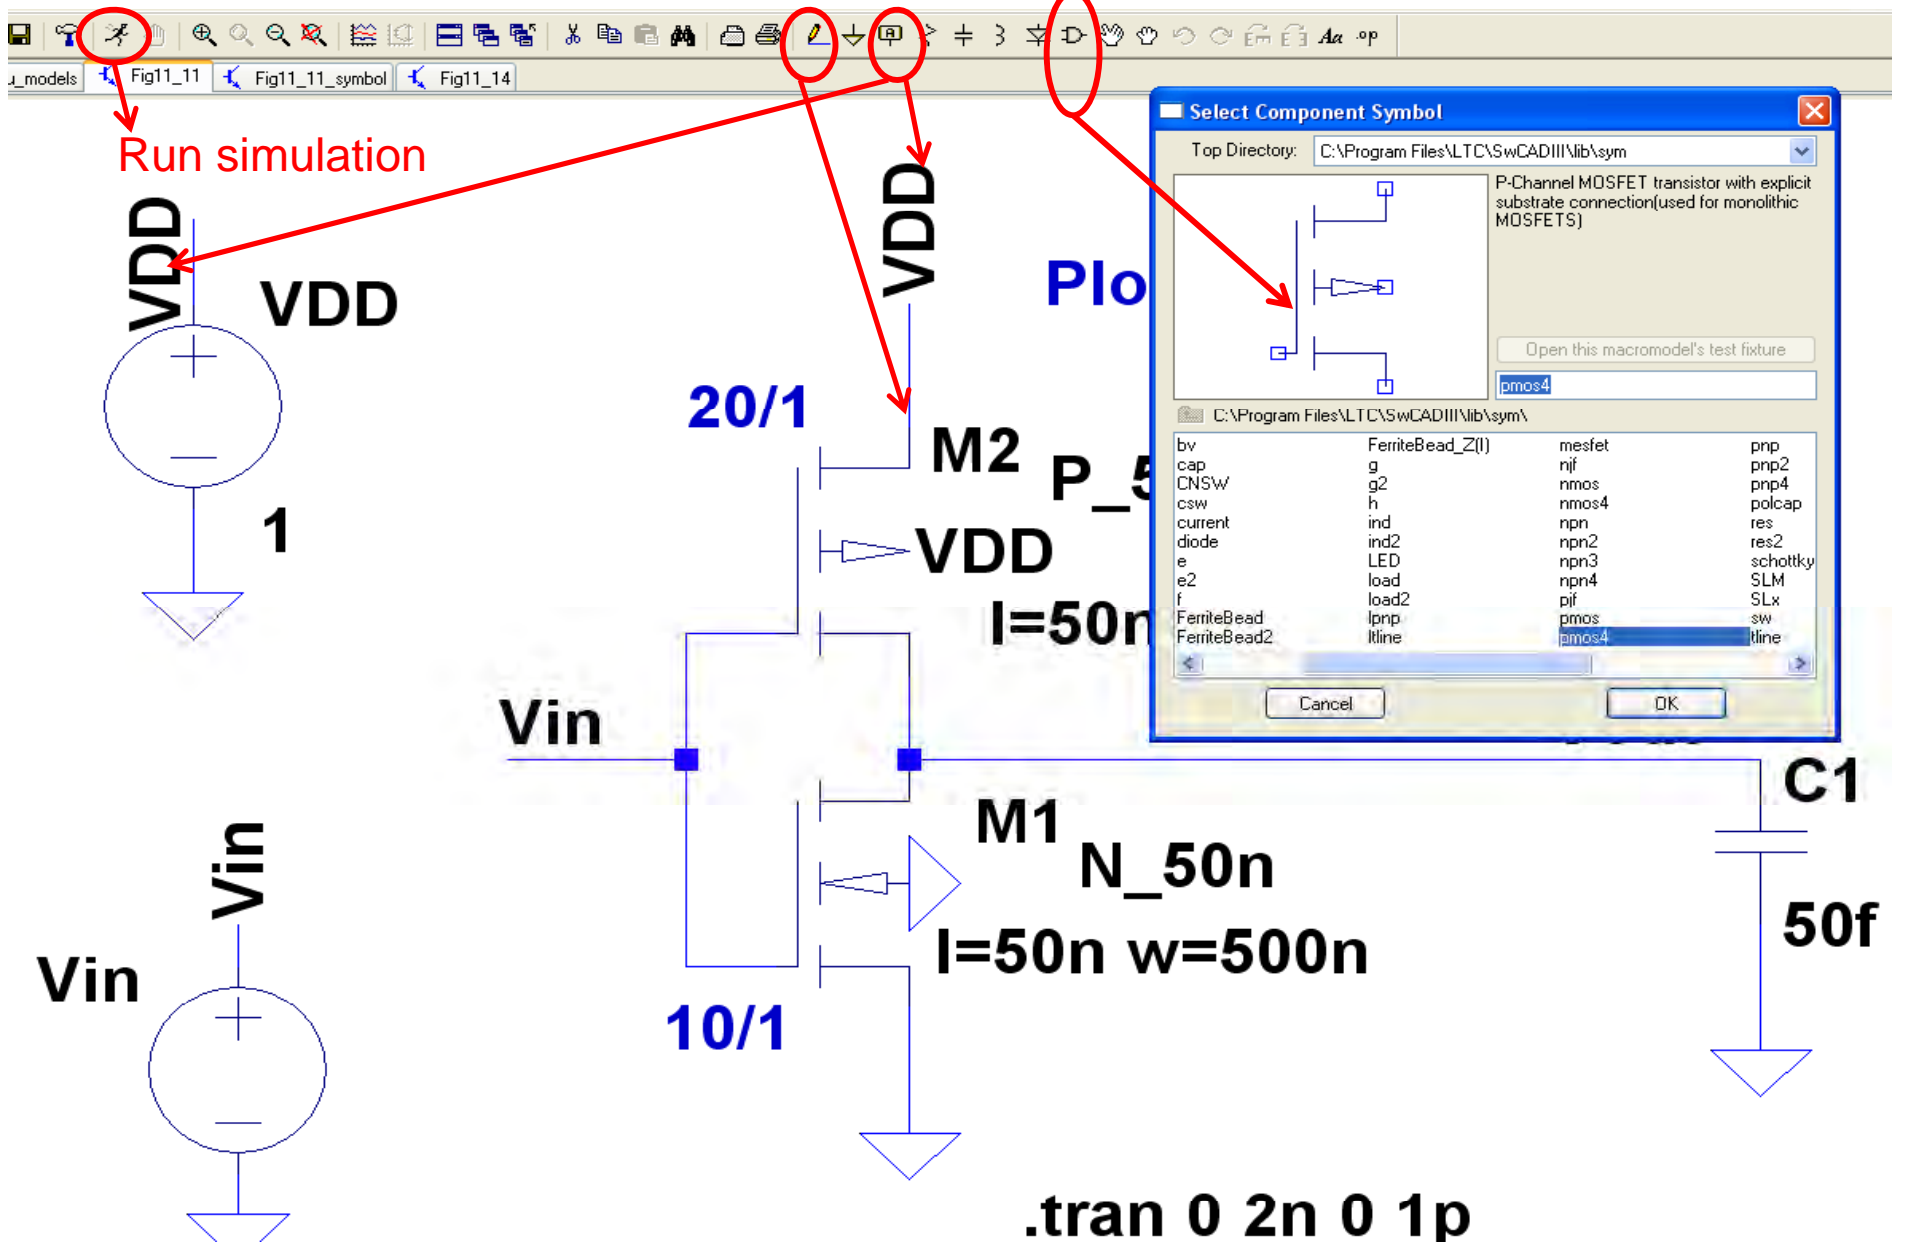 Aa .op
u_models Fig11_11 Fig11_11_symbol Fig11_14
Run simulation
VDD
VDD
1
VDD
Plo
20/1
M2
P_5
VDD
l=50n
Vin
M1
N_50n
l=50n w=500n
10/1
C1
50f
Vin
Vin
.tran 0 2n 0 1p
Select Component Symbol
Top Directory: C:\Program Files\LTC\SwCADIII\lib\sym
P-Channel MOSFET transistor with explicit
substrate connection(used for monolithic
MOSFETS)
Open this macromodel's test fixture
pmos4
C:\Program Files\LTC\SwCADIII\lib\sym\
bv FerriteBead_Z(I) mesfet pnp
cap g njf pnp2
CNSW g2 nmos pnp4
csw h nmos4 polcap
current ind npn res
diode ind2 npn2 res2
e LED npn3 schottky
e2 load npn4 SLM
f load2 pjf SLx
FerriteBead lpnp pmos sw
FerriteBead2 ltline pmos4 tline
Cancel OK